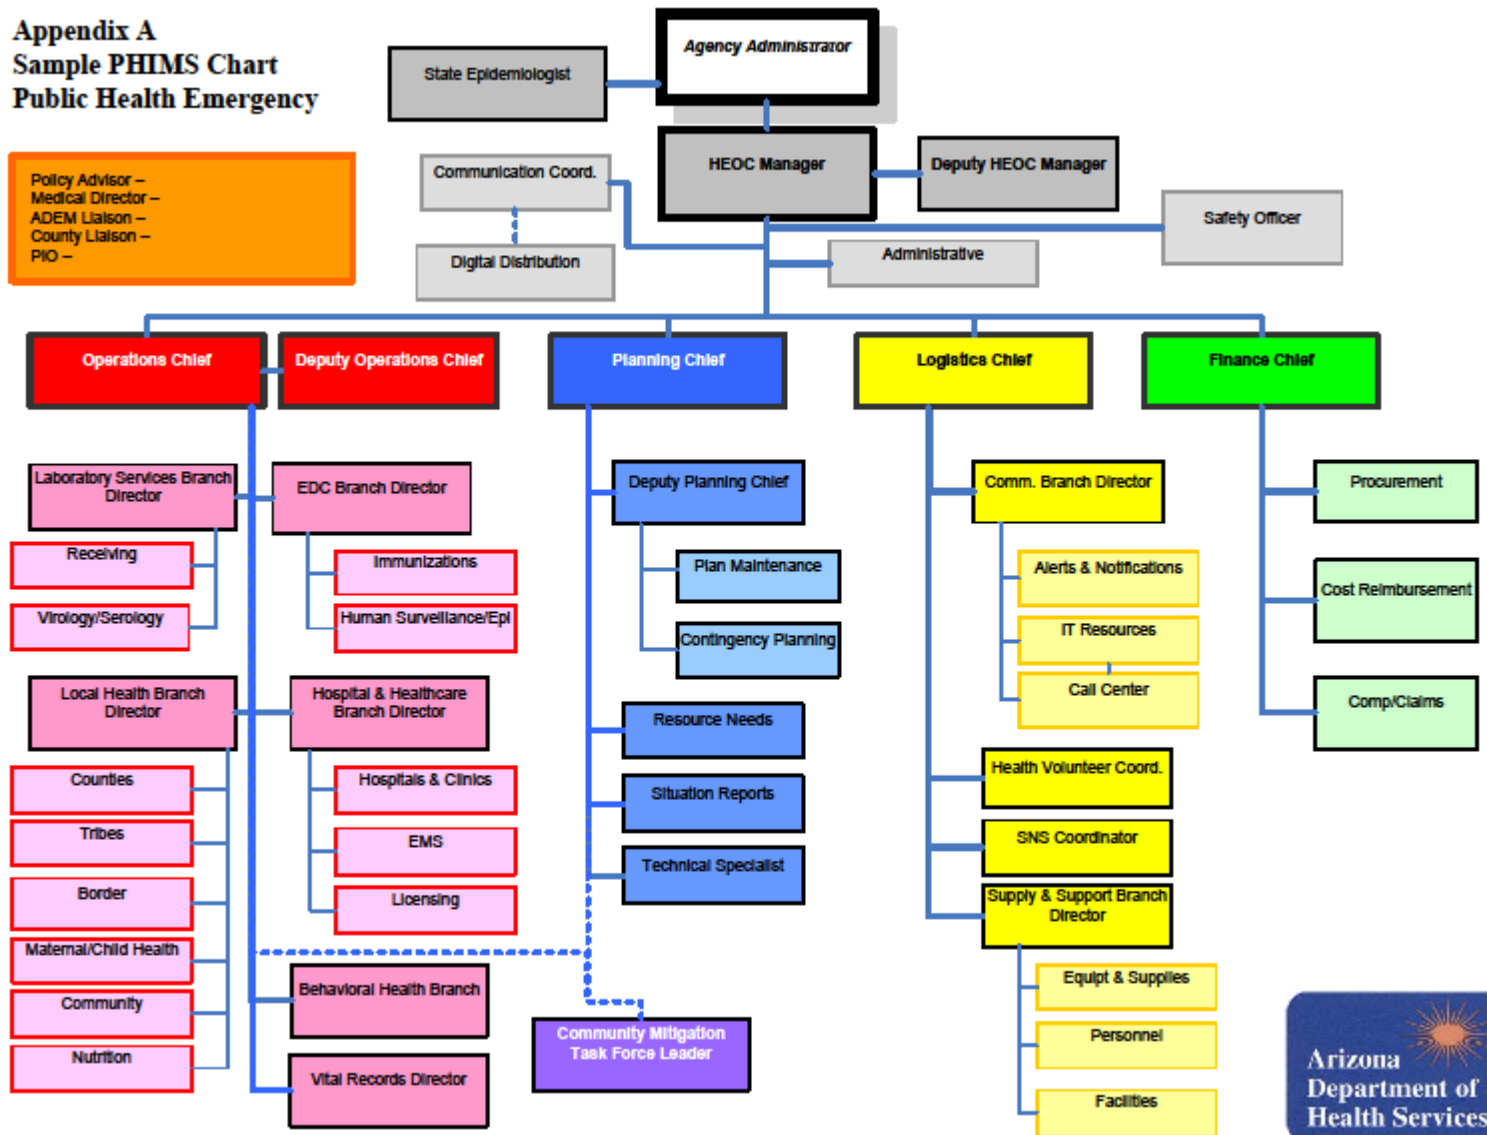 Appendix A
Sample PHIMS Chart
Public Health Emergency
Agency Administrator
State Epidemiologist
HEOC Manager
Deputy HEOC Manager
Communication Coord.
Policy Advisor –
Medical Director –
ADEM Liaison –
County Liaison –
PIO –
Safety Officer
Digital Distribution
Administrative
Operations Chief
Deputy Operations Chief
Planning Chief
Logistics Chief
Finance Chief
Laboratory Services Branch
Director
EDC Branch Director
Receiving
Virology/Serology
Immunizations
Human Surveillance/Epi
Local Health Branch
Director
Hospital & Healthcare
Branch Director
Counties
Tribes
Border
Maternal/Child Health
Community
Nutrition
Hospitals & Clinics
EMS
Licensing
Behavioral Health Branch
Vital Records Director
Deputy Planning Chief
Plan Maintenance
Contingency Planning
Resource Needs
Situation Reports
Technical Specialist
Community Mitigation
Task Force Leader
Comm. Branch Director
Alerts & Notifications
IT Resources
Call Center
Health Volunteer Coord.
SNS Coordinator
Supply & Support Branch
Director
Equipt & Supplies
Personnel
Facilities
Procurement
Cost Reimbursement
Comp/Claims
Arizona
Department of
Health Services